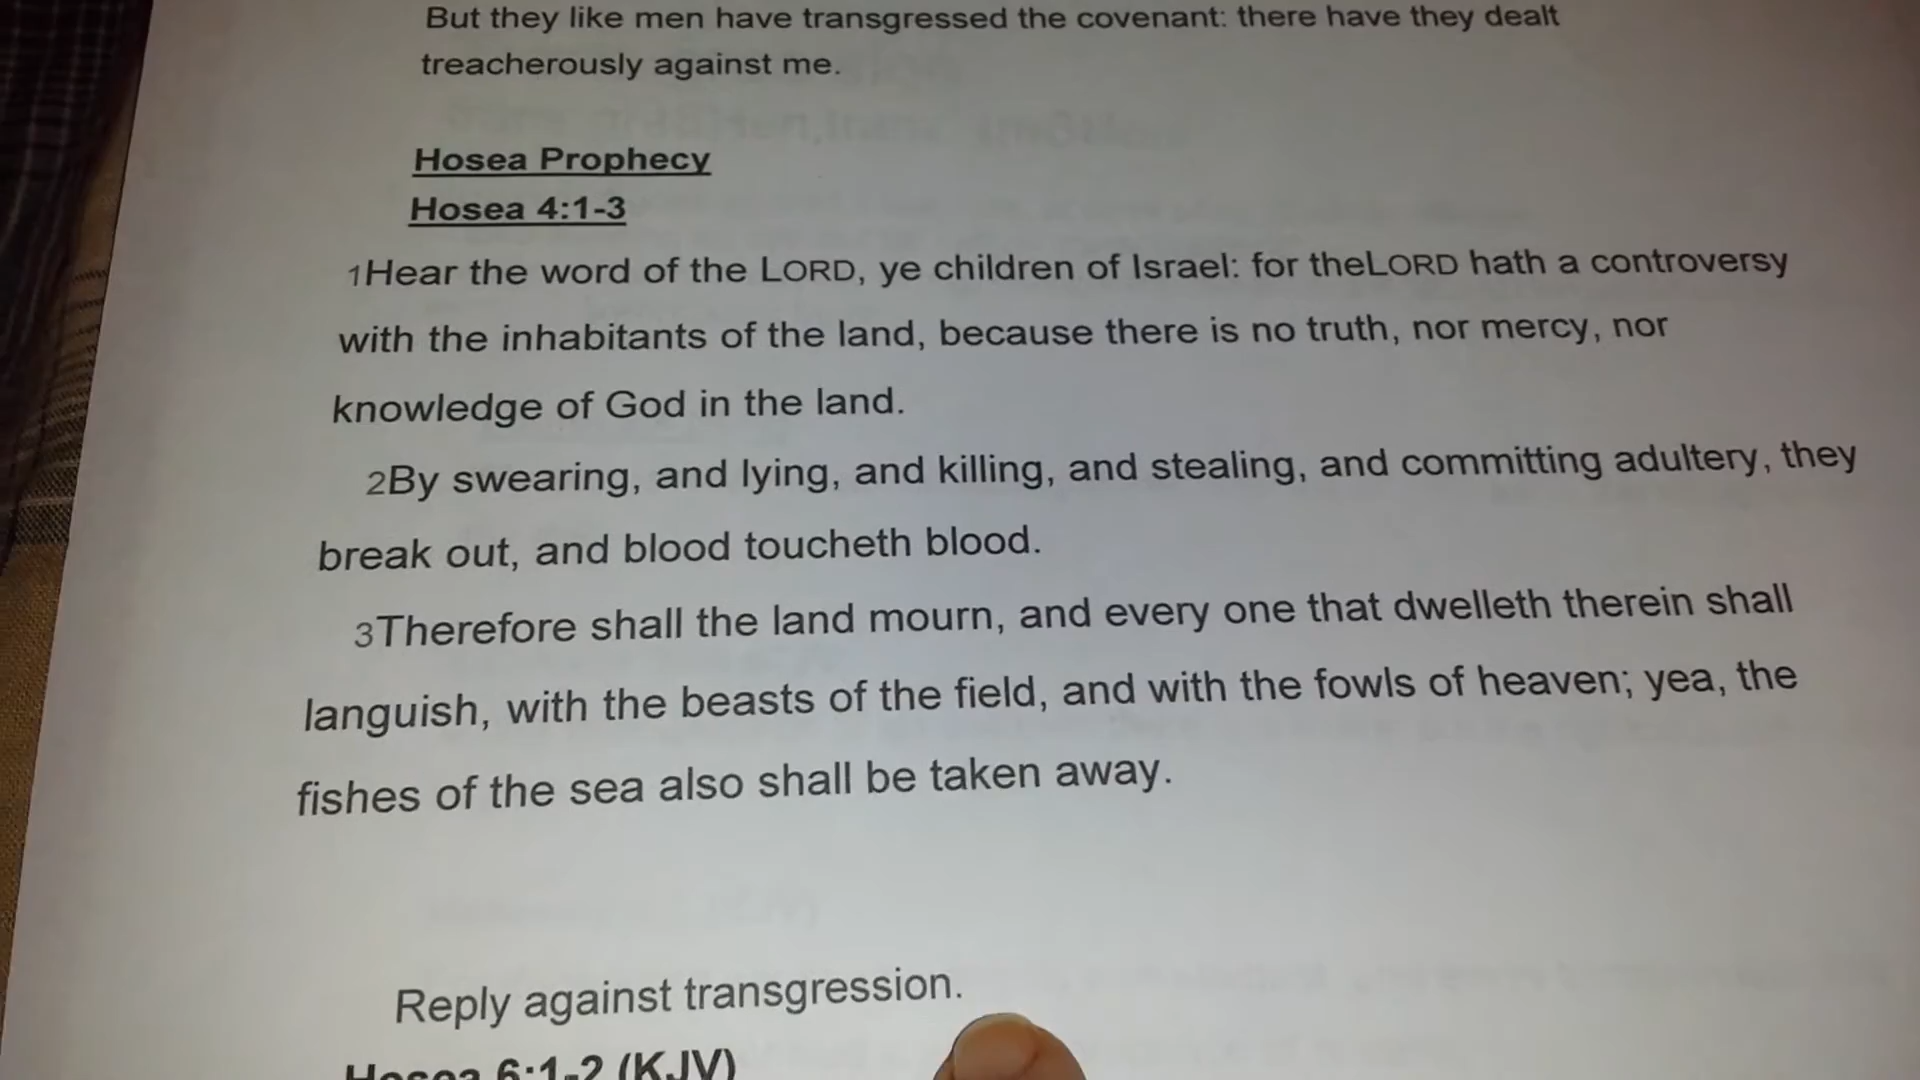 But they like men have transgressed the covenant: there have they dealt
treacherously against me.
Hosea Prophecy
Hosea 4:1-3
1Hear the word of the LORD, ye children of Israel: for theLORD hath a controversy
with the inhabitants of the land, because there is no truth, nor mercy, nor
knowledge of God in the land.
2By swearing, and lying, and killing, and stealing, and committing adultery, they
break out, and blood toucheth blood.
3Therefore shall the land mourn, and every one that dwelleth therein shall
languish, with the beasts of the field, and with the fowls of heaven; yea, the
fishes of the sea also shall be taken away.
Reply against transgression.
Hosea 6:1-2 (KJV)